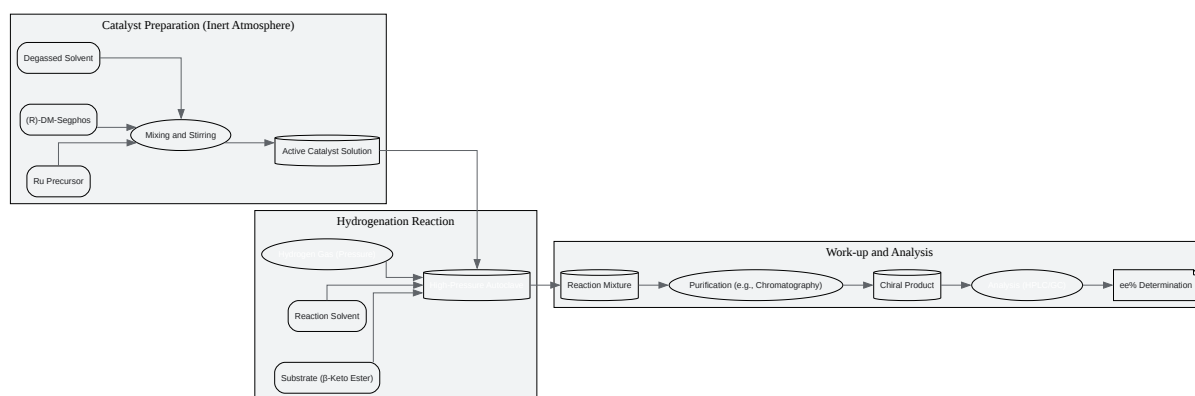 Catalyst Preparation (Inert Atmosphere)
Degassed Solvent
(R)-DM-Segphos
Mixing and Stirring
Active Catalyst Solution
Ru Precursor
Hydrogenation Reaction
Reaction Solvent
Substrate (β-Keto Ester)
Work-up and Analysis
Reaction Mixture
Purification (e.g., Chromatography)
Chiral Product
ee% Determination